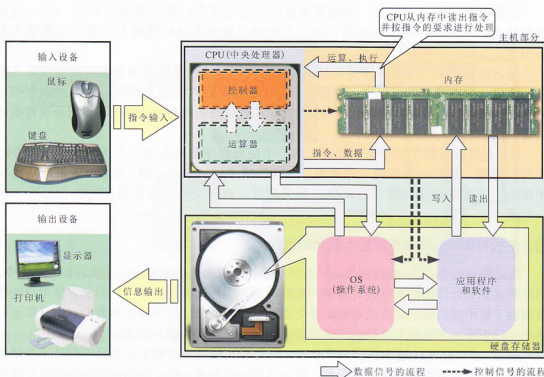 CPU从内存中读出指令
并按指令的要求进行处理
主机部分
输入设备
鼠标
键盘
指令输入
CPU(中央处理器)
控制器
运算器
运算、执行
内存
指令、数据
写入
读出
输出设备
显示器
打印机
信息输出
OS
(操作系统)
应用程序
和软件
硬盘存储器
数据信号的流程
控制信号的流程